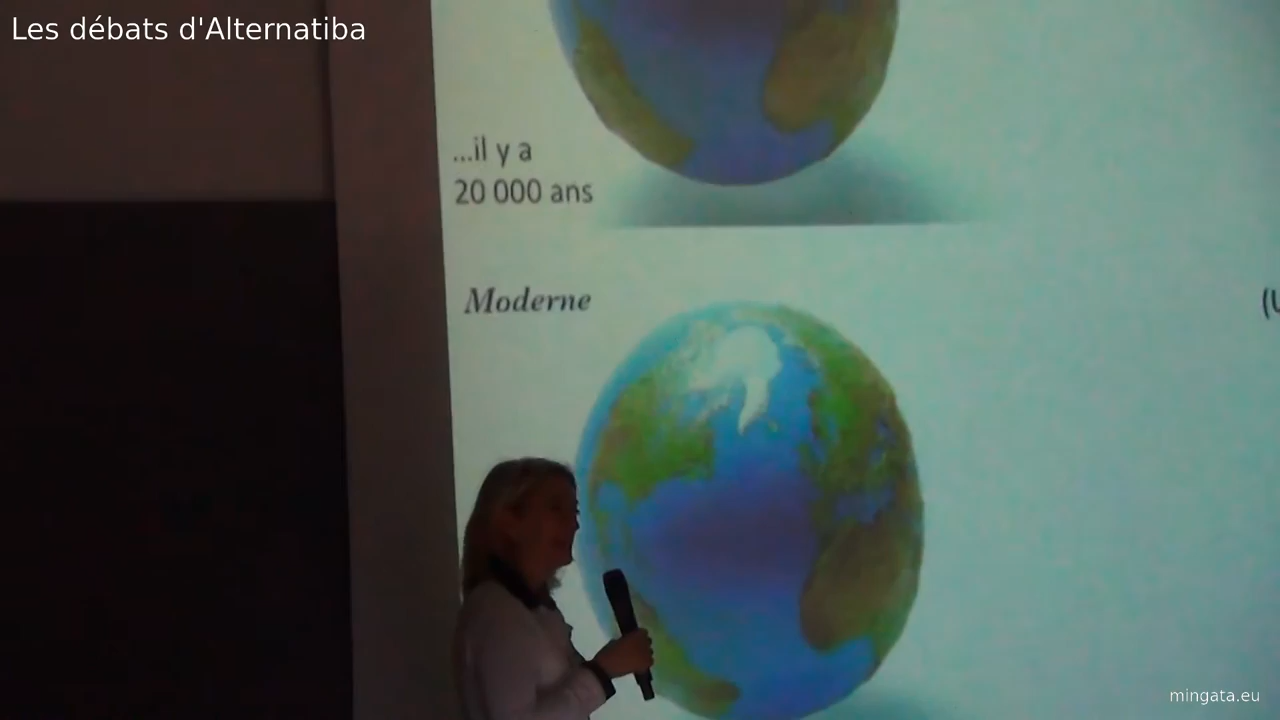 Les débats d'Alternatiba
...il y a
20 000 ans
Moderne
mingata.eu